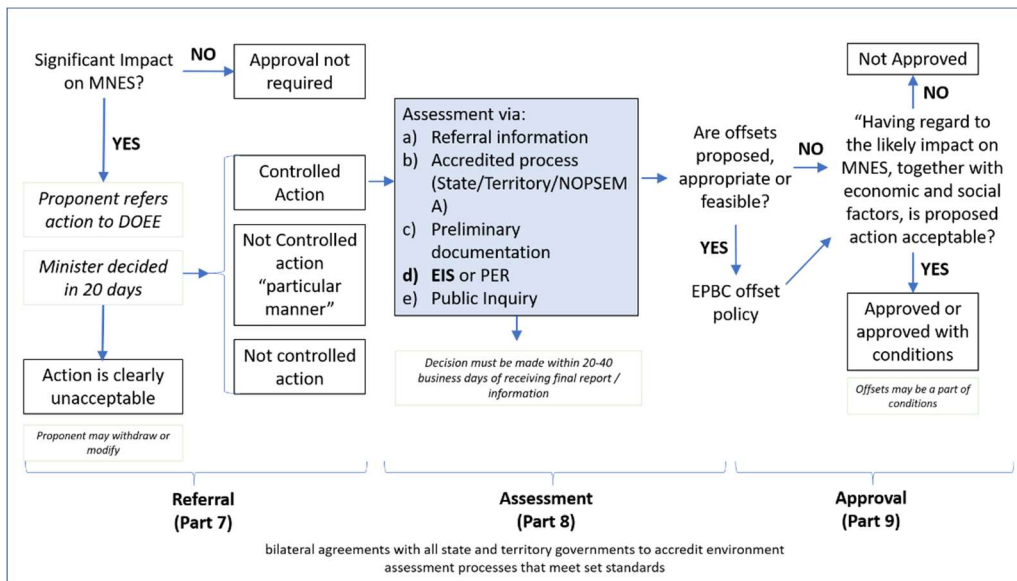 Significant Impact
on MNES?
NO
Approval not
required
YES
Proponent refers
action to DOEE
Minister decided
in 20 days
Action is clearly
unacceptable
Proponent may withdraw or
modify
Controlled
Action
Not Controlled
action
“particular
manner”
Not controlled
action
Assessment via:
a) Referral information
b) Accredited process
(State/Territory/NOPSEM
A)
c) Preliminary
documentation
d) EIS or PER
e) Public Inquiry
Decision must be made within 20-40
business days of receiving final report /
information
Are offsets
proposed,
appropriate or
feasible?
NO
YES
EPBC offset
policy
Not Approved
NO
“Having regard to
the likely impact on
MNES, together with
economic and social
factors, is proposed
action acceptable?
YES
Approved or
approved with
conditions
Offsets may be a part of
conditions
Referral
(Part 7)
Assessment
(Part 8)
Approval
(Part 9)
bilateral agreements with all state and territory governments to accredit environment
assessment processes that meet set standards